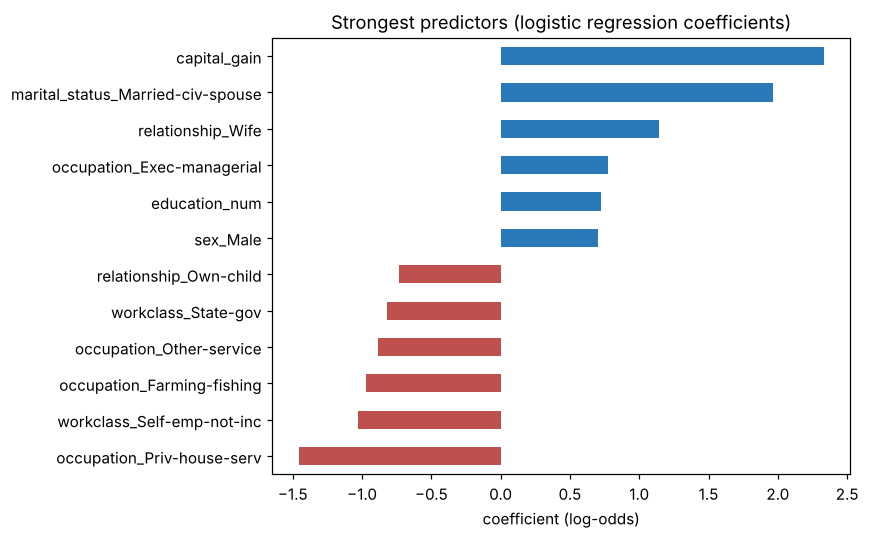 Strongest predictors (logistic regression coefficients)
capital_gain
marital_status_Married-civ-spouse
relationship_Wife
occupation_Exec-managerial
education_num
sex_Male
relationship_Own-child
workclass_State-gov
occupation_Other-service
occupation_Farming-fishing
workclass_Self-emp-not-inc
occupation_Priv-house-serv
−1.5 −1.0 −0.5 0.0 0.5 1.0 1.5 2.0 2.5
coefficient (log-odds)